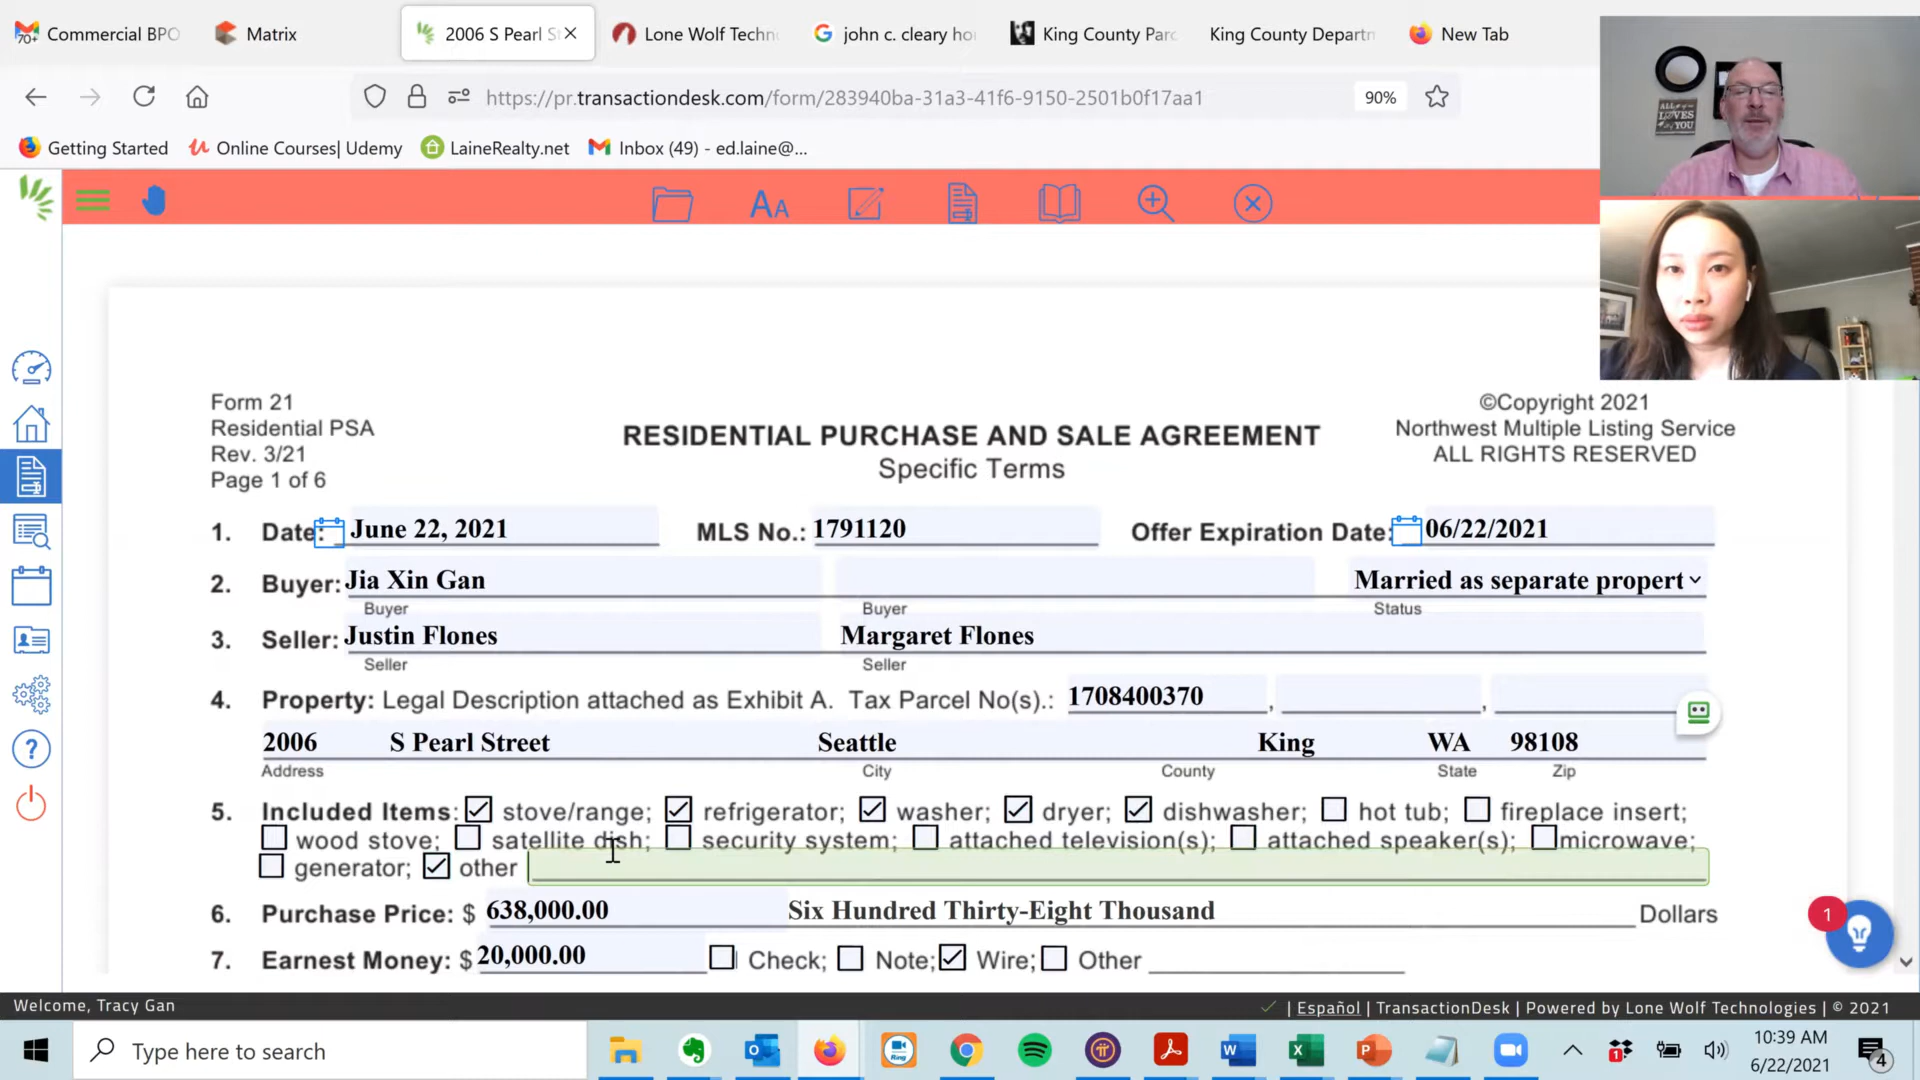 70+ Commercial BPO
Matrix
2006 S Pearl S
Lone Wolf Techn
john c. cleary ho
King County Parc
King County Departn
New Tab
https://pr.transactiondesk.com/form/283940ba-31a3-41f6-9150-2501b0f17aa1
90%
Getting Started
Online Courses| Udemy
LaineRealty.net
Inbox (49) - ed.laine@...
ALL OF
LOVES
YOU
Form 21
Residential PSA
Rev. 3/21
Page 1 of 6
RESIDENTIAL PURCHASE AND SALE AGREEMENT
Specific Terms
©Copyright 2021
Northwest Multiple Listing Service
ALL RIGHTS RESERVED
1. Date: June 22, 2021 MLS No.: 1791120 Offer Expiration Date: 06/22/2021
2. Buyer: Jia Xin Gan Married as separate propert
Buyer Buyer Status
3. Seller: Justin Flones Margaret Flones
Seller Seller
4. Property: Legal Description attached as Exhibit A. Tax Parcel No(s).: 1708400370 , ,
2006 S Pearl Street Seattle King WA 98108
Address City County State Zip
5. Included Items: stove/range; refrigerator; washer; dryer; dishwasher; hot tub; fireplace insert;
wood stove; satellite dish; security system; attached television(s); attached speaker(s); microwave;
generator; other
6. Purchase Price: $ 638,000.00 Six Hundred Thirty-Eight Thousand Dollars
7. Earnest Money: $ 20,000.00 Check; Note; Wire; Other
1
Welcome, Tracy Gan
| Español | TransactionDesk | Powered by Lone Wolf Technologies | © 2021
Type here to search
Ring
1
10:39 AM
6/22/2021
4